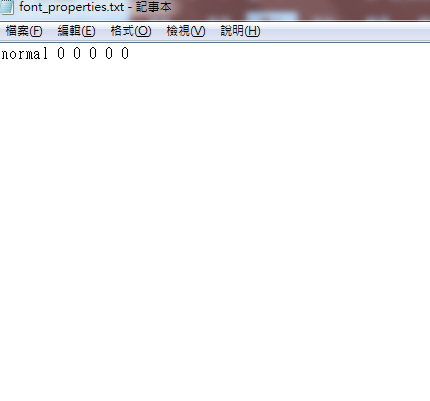 font_properties.txt - 記事本
檔案(F) 編輯(E) 格式(O) 檢視(V) 說明(H)
normal 0 0 0 0 0